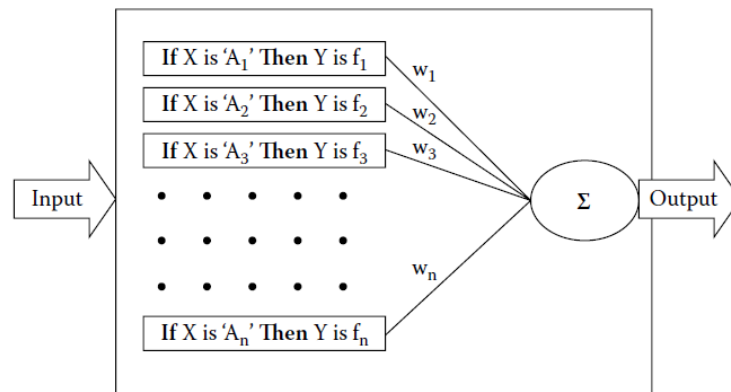 If X is ‘A1’ Then Y is f1
w1
If X is ‘A2’ Then Y is f2
w2
If X is ‘A3’ Then Y is f3
w3
Input
Σ
Output
wn
If X is ‘An’ Then Y is fn